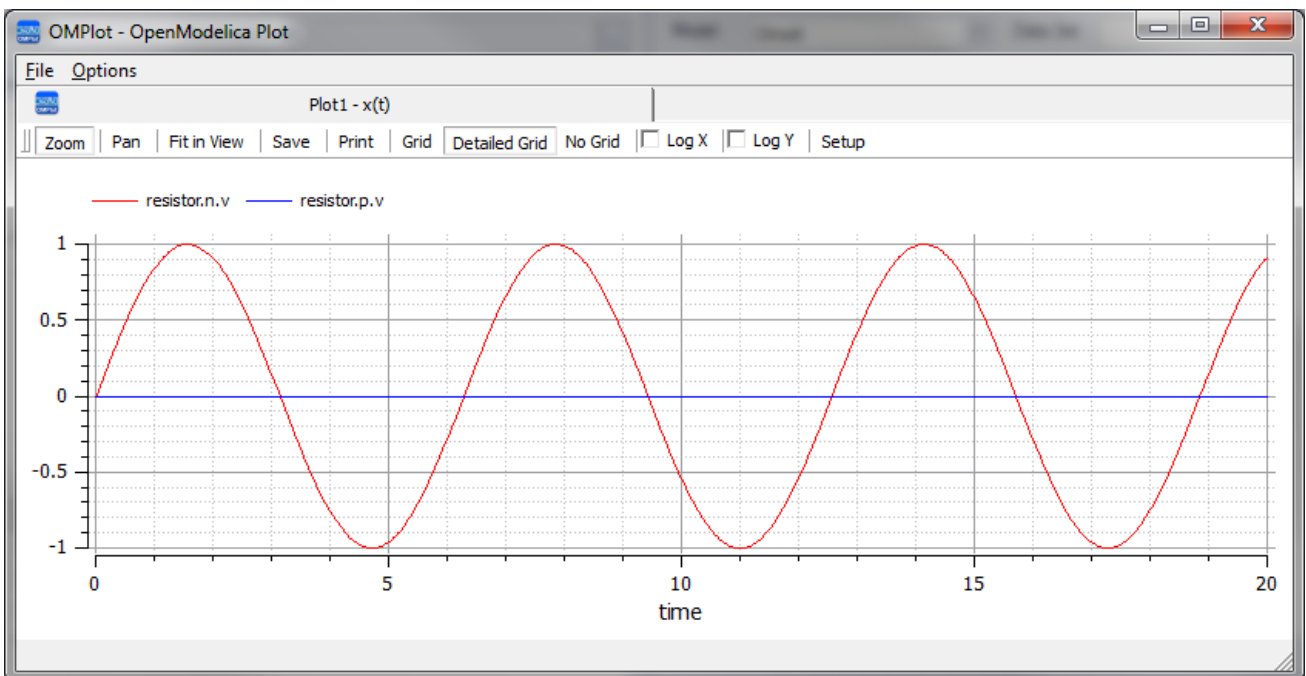 OMPlot - OpenModelica Plot
File Options
Plot1 - x(t)
Zoom Pan Fit in View Save Print Grid Detailed Grid No Grid Log X Log Y Setup
resistor.n.v resistor.p.v
1
0.5
0
-0.5
-1
0 5 10 15 20
time